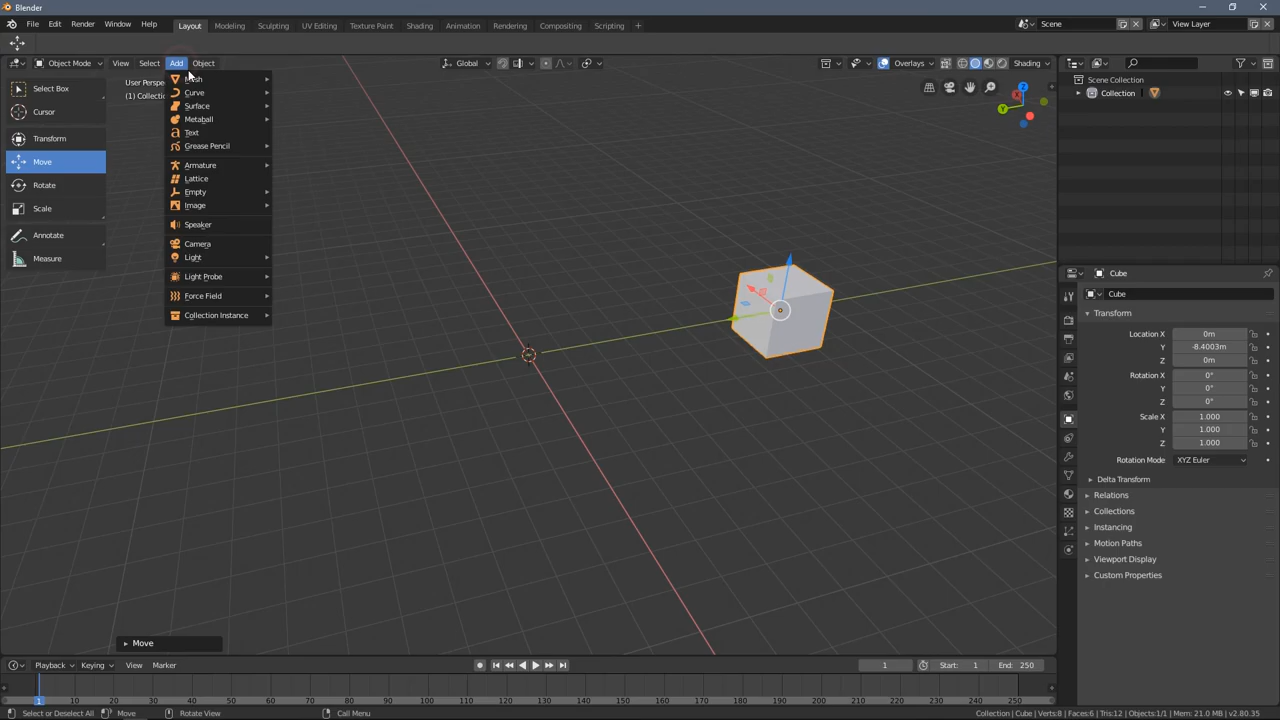 Blender
File Edit Render Window Help Layout Modeling Sculpting UV Editing Texture Paint Shading Animation Rendering Compositing Scripting + Scene View Layer
Object Mode View Select Add Object Global Overlays Shading
User Perspe
(1) Collectio
Select Box
Cursor
Transform
Move
Rotate
Scale
Annotate
Measure
Mesh
Curve
Surface
Metaball
Text
Grease Pencil
Armature
Lattice
Empty
Image
Speaker
Camera
Light
Light Probe
Force Field
Collection Instance
X
Y
Z
Scene Collection
Collection
Cube
Cube
Transform
Location X 0m
Y -8.4003m
Z 0m
Rotation X 0°
Y 0°
Z 0°
Scale X 1.000
Y 1.000
Z 1.000
Rotation Mode XYZ Euler
Delta Transform
Relations
Collections
Instancing
Motion Paths
Viewport Display
Custom Properties
Move
Playback Keying View Marker 1 Start: 1 End: 250
1 10 20 30 40 50 60 70 80 90 100 110 120 130 140 150 160 170 180 190 200 210 220 230 240 250
Select or Deselect All Move Rotate View Call Menu Collection | Cube | Verts:8 | Faces:6 | Tris:12 | Objects:1/1 | Mem: 21.0 MB | v2.80.35